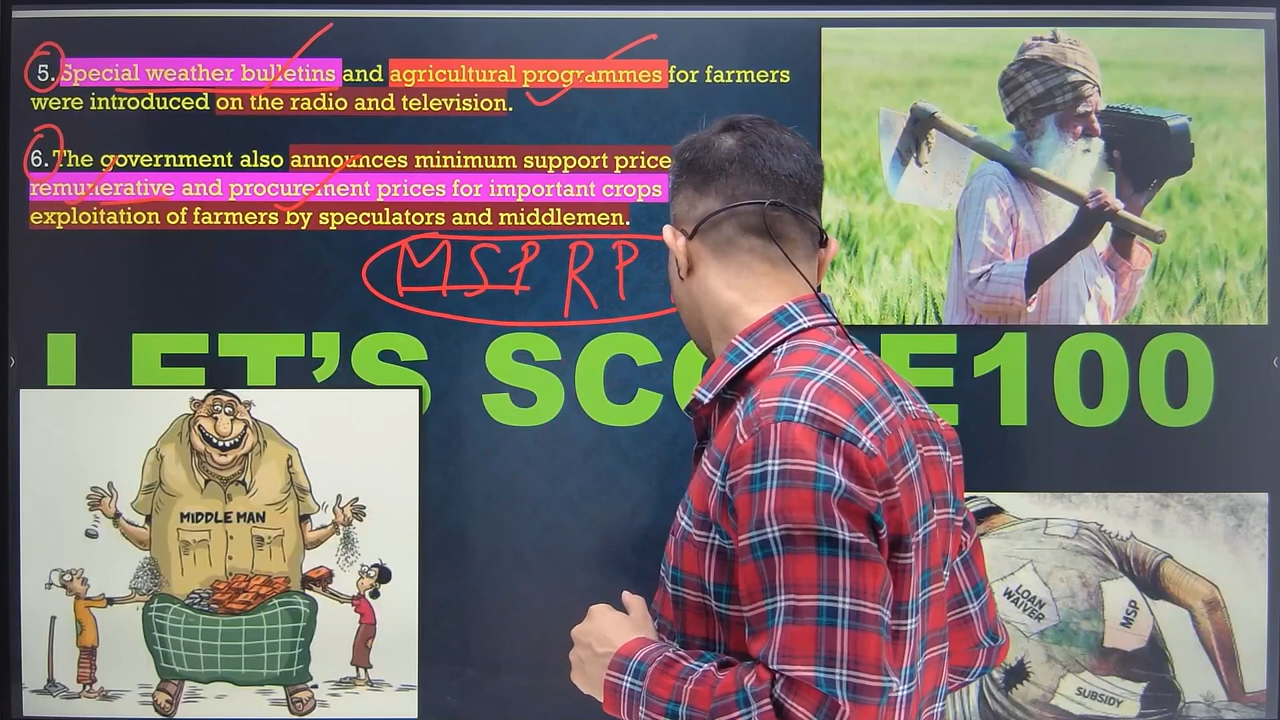 5. Special weather bulletins and agricultural programmes for farmers
were introduced on the radio and television.
6. The government also announces minimum support price
remunerative and procurement prices for important crops
exploitation of farmers by speculators and middlemen.
MSP RP
LET'S SC E100
MIDDLE MAN
LOAN
WAIVER
MSP
SUBSIDY